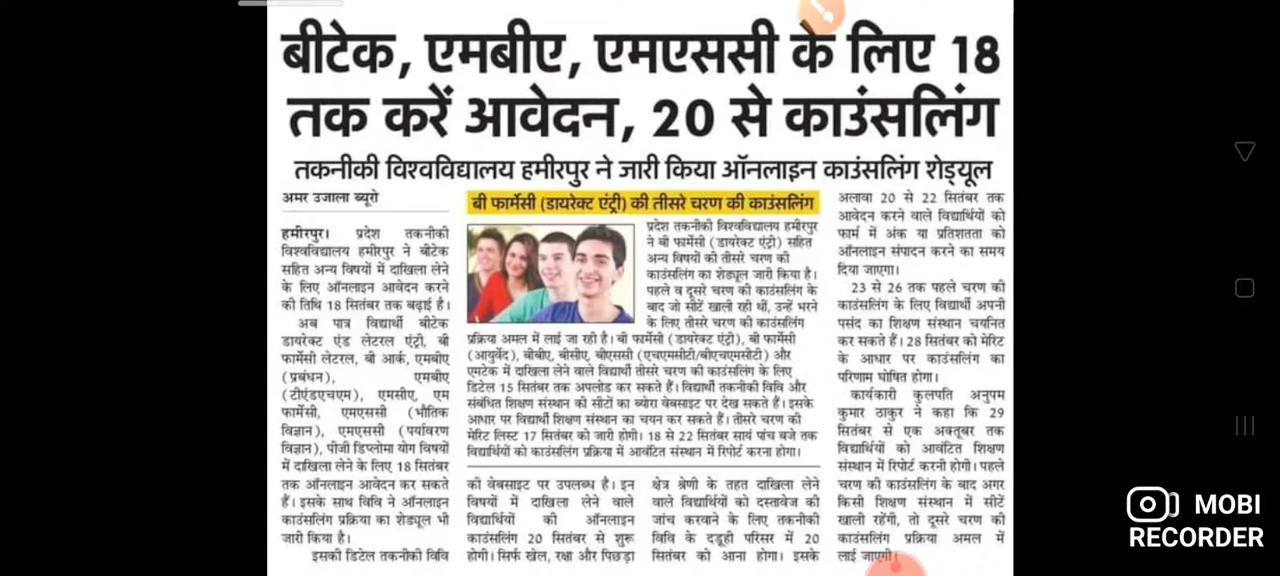 बीटेक, एमबीए, एमएससी के लिए 18
तक करें आवेदन, 20 से काउंसलिंग
तकनीकी विश्वविद्यालय हमीरपुर ने जारी किया ऑनलाइन काउंसलिंग शेड्यूल
अमर उजाला ब्यूरो
हमीरपुर। प्रदेश तकनीकी
विश्वविद्यालय हमीरपुर ने बीटेक
सहित अन्य विषयों में दाखिला लेने
के लिए ऑनलाइन आवेदन करने
की तिथि 18 सितंबर तक बढ़ाई है।
अब पात्र विद्यार्थी बीटेक
डायरेक्ट एंड लेटरल एंट्री, बी
फार्मेसी लेटरल, बी आर्क, एमबीए
(प्रबंधन), एमबीए
(टीएंडएचएम), एमसीए, एम
फार्मेसी, एमएससी (भौतिक
विज्ञान), एमएससी (पर्यावरण
विज्ञान), पीजी डिप्लोमा योग विषयों
में दाखिला लेने के लिए 18 सितंबर
तक ऑनलाइन आवेदन कर सकते
हैं। इसके साथ विवि ने ऑनलाइन
काउंसलिंग प्रक्रिया का शेड्यूल भी
जारी किया है।
इसकी डिटेल तकनीकी विवि
बी फार्मेसी (डायरेक्ट एंट्री) की तीसरे चरण की काउंसलिंग
प्रदेश तकनीकी विश्वविद्यालय हमीरपुर
ने बी फार्मेसी (डायरेक्ट एंट्री) सहित
अन्य विषयों की तीसरे चरण की
काउंसलिंग का शेड्यूल जारी किया है।
पहले व दूसरे चरण की काउंसलिंग के
बाद जो सीटें खाली रही थीं, उन्हें भरने
के लिए तीसरे चरण की काउंसलिंग
प्रक्रिया अमल में लाई जा रही है। बी फार्मेसी (डायरेक्ट एंट्री), बी फार्मेसी
(आयुर्वेद), बीबीए, बीसीए, बीएससी (एचएमसीटी/बीएचएमसीटी) और
एमटेक में दाखिला लेने वाले विद्यार्थी तीसरे चरण की काउंसलिंग के लिए
डिटेल 15 सितंबर तक अपलोड कर सकते हैं। विद्यार्थी तकनीकी विवि और
संबंधित शिक्षण संस्थान की सीटों का ब्योरा वेबसाइट पर देख सकते हैं। इसके
आधार पर विद्यार्थी शिक्षण संस्थान का चयन कर सकते हैं। तीसरे चरण की
मेरिट लिस्ट 17 सितंबर को जारी होगी। 18 से 22 सितंबर सायं पांच बजे तक
विद्यार्थियों को काउंसलिंग प्रक्रिया में आवंटित संस्थान में रिपोर्ट करना होगा।
की वेबसाइट पर उपलब्ध है। इन
विषयों में दाखिला लेने वाले
विद्यार्थियों की ऑनलाइन
काउंसलिंग 20 सितंबर से शुरू
होगी। सिर्फ खेल, रक्षा और पिछड़ा
क्षेत्र श्रेणी के तहत दाखिला लेने
वाले विद्यार्थियों को दस्तावेज की
जांच करवाने के लिए तकनीकी
विवि के दडूही परिसर में 20
सितंबर को आना होगा। इसके
अलावा 20 से 22 सितंबर तक
आवेदन करने वाले विद्यार्थियों को
फार्म में अंक या प्रतिशतता को
ऑनलाइन संपादन करने का समय
दिया जाएगा।
23 से 26 तक पहले चरण की
काउंसलिंग के लिए विद्यार्थी अपनी
पसंद का शिक्षण संस्थान चयनित
कर सकते हैं। 28 सितंबर को मेरिट
के आधार पर काउंसलिंग का
परिणाम घोषित होगा।
कार्यकारी कुलपति अनुपम
कुमार ठाकुर ने कहा कि 29
सितंबर से एक अक्तूबर तक
विद्यार्थियों को आवंटित शिक्षण
संस्थान में रिपोर्ट करनी होगी। पहले
चरण की काउंसलिंग के बाद अगर
किसी शिक्षण संस्थान में सीटें
खाली रहेंगी, तो दूसरे चरण की
काउंसलिंग प्रक्रिया अमल में
लाई जाएगी।
MOBI
RECORDER